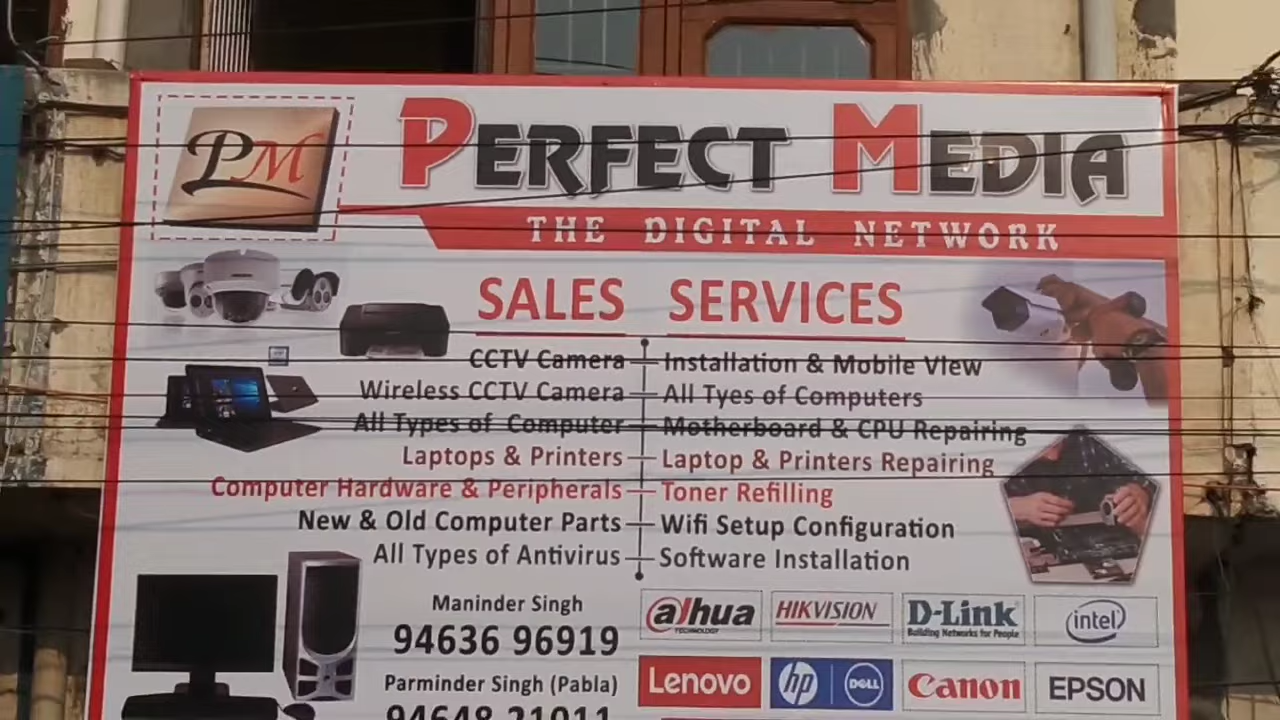 PM
PERFECT MEDIA
THE DIGITAL NETWORK
SALES SERVICES
CCTV Camera Installation & Mobile VIew
Wireless CCTV Camera All Tyes of Computers
All Types of Computer Motherboard & CPU Repairing
Laptops & Printers Laptop & Printers Repairing
Computer Hardware & Peripherals Toner Refilling
New & Old Computer Parts Wifi Setup Configuration
All Types of Antivirus Software Installation
Maninder Singh
94636 96919
Parminder Singh (Pabla)
94648 21011
alhua TECHNOLOGY HIKVISION D-Link Building Networks for People intel
Lenovo hp DELL Canon EPSON